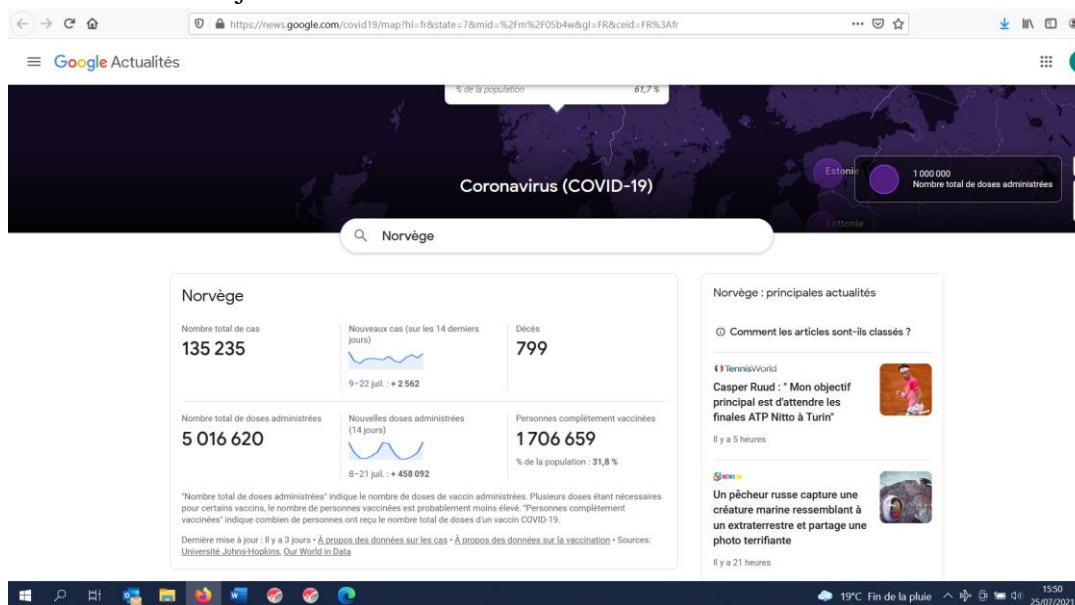 https://news.google.com/covid19/map?hl=fr&state=7&mid=%2Fm%2F05b4w&gl=FR&ceid=FR%3Afr
Google Actualités
% de la population 61,7 %
Estonie
1 000 000
Nombre total de doses administrées
Coronavirus (COVID-19)
Lettonie
Norvège
Norvège
Nombre total de cas
135 235
Nouveaux cas (sur les 14 derniers
jours)
9–22 juil. : + 2 562
Décès
799
Nombre total de doses administrées
5 016 620
Nouvelles doses administrées
(14 jours)
8–21 juil. : + 458 092
Personnes complètement vaccinées
1 706 659
% de la population : 31,8 %
"Nombre total de doses administrées" indique le nombre de doses de vaccin administrées. Plusieurs doses étant nécessaires
pour certains vaccins, le nombre de personnes vaccinées est probablement moins élevé. "Personnes complètement
vaccinées" indique combien de personnes ont reçu le nombre total de doses d'un vaccin COVID-19.
Dernière mise à jour : Il y a 3 jours • À propos des données sur les cas • À propos des données sur la vaccination • Sources:
Université Johns-Hopkins, Our World in
Data
Norvège : principales actualités
Comment les articles sont-ils classés ?
TennisWorld
Casper Ruud : " Mon objectif
principal est d'attendre les
finales ATP Nitto à Turin"
Il y a 5 heures
Un pêcheur russe capture une
créature marine ressemblant à
un extraterrestre et partage une
photo terrifiante
Il y a 21 heures
19°C Fin de la pluie
15:50
25/07/2021